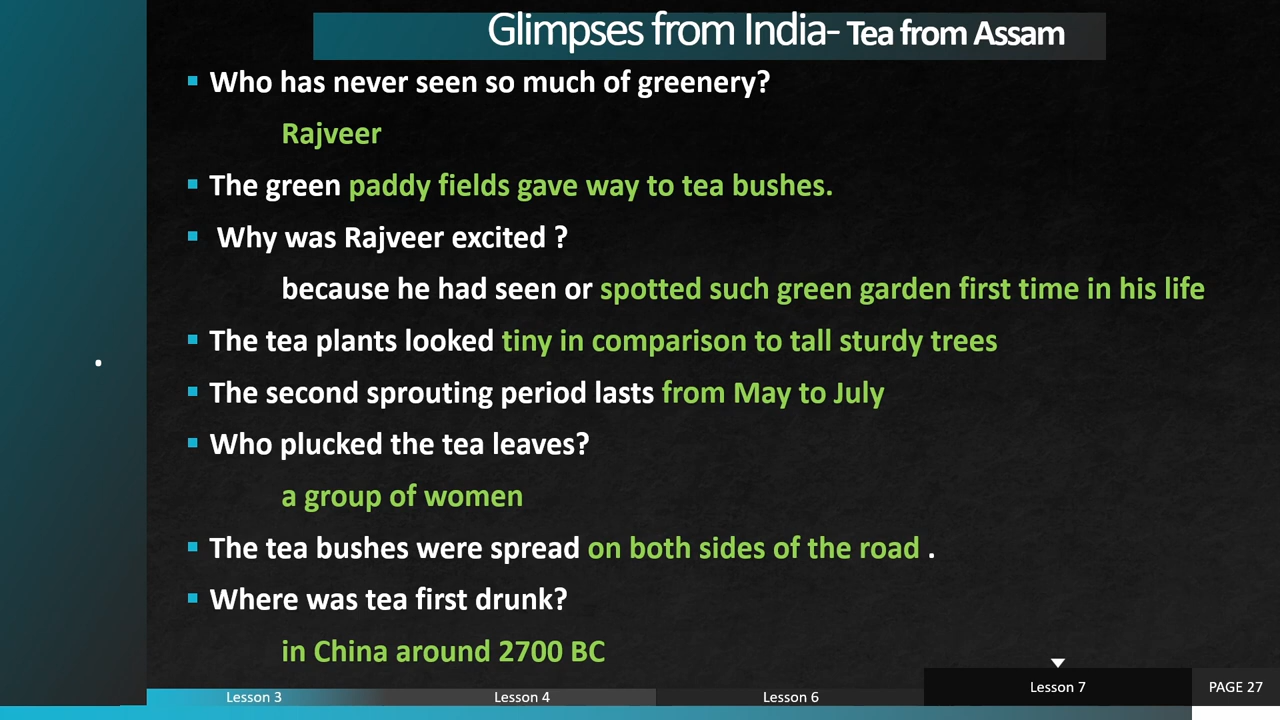 Glimpses from India- Tea from Assam
Who has never seen so much of greenery?
Rajveer
The green paddy fields gave way to tea bushes.
Why was Rajveer excited ?
because he had seen or spotted such green garden first time in his life
The tea plants looked tiny in comparison to tall sturdy trees
The second sprouting period lasts from May to July
Who plucked the tea leaves?
a group of women
The tea bushes were spread on both sides of the road .
Where was tea first drunk?
in China around 2700 BC
.
Lesson 3
Lesson 4
Lesson 6
Lesson 7
PAGE 27